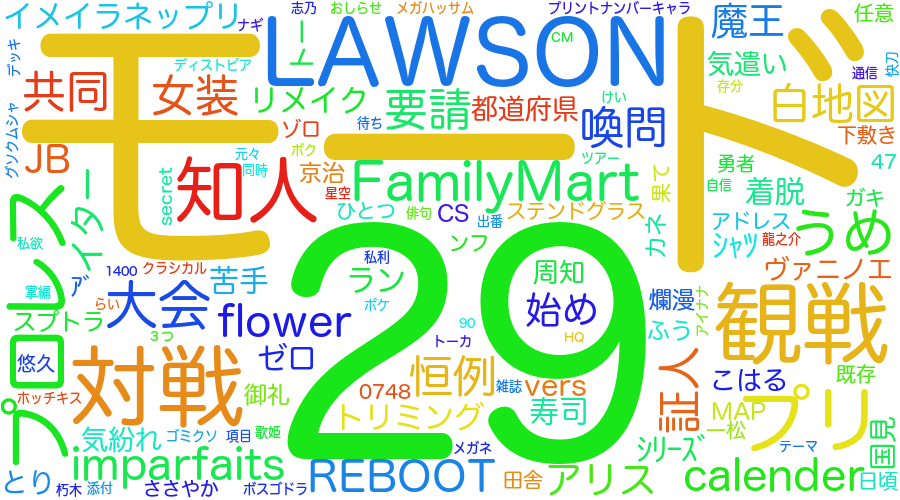 イメイラネップリ
ナギ
志乃
おしらせ
メガハッサム
プリントナンバーキャラ
任意
デッキ
モード
LAWSON
CM
魔王
通信
快刀
ディストピア
ーム
気遣い
存分
共同
女装
リメイク
要請
都道府県
けい
喚問
白地図
下敷き
グソクムシャ
JB
ゾロ
待ち
ボク
元々
同時
京治
星空
ツアー
勇者
47
secret
知人
FamilyMart
果て
自信
着脱
ガキ
プロレス
イター
ひとつ
俳句
CS
出番
ステンドグラス
カネ
アドレス
うめ
私欲
シャツ
龍之介
1400
クラシカル
私利
ンフ
29
周知
ヴァニノエ
掌編
デ
らい
大会
苦手
ラン
ボケ
始め
爛漫
アイナナ
観戦
スプトラ
3つ
flower
90
HQ
ふう
トーカ
悠久
対戦
ゼロ
恒例
雑誌
vers
証人
こはる
既存
ホッチキス
御礼
0748
トリミング
寿司
MAP
プリ
一松
気紛れ
ゴミクソ
項目
歌姫
メガネ
シリーズ
テーマ
国見
imparfaits
REBOOT
田舎
アリス
calender
日頃
とり
朽木
添付
ささやか
ボスゴドラ